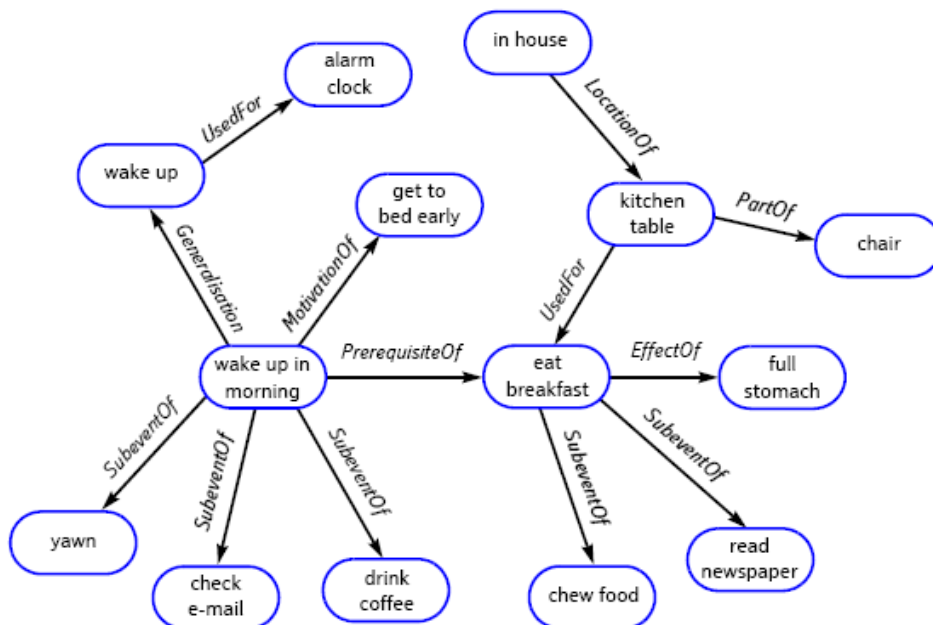 in house
alarm
clock
UsedFor
LocationOf
wake up
get to
bed early
kitchen
table
PartOf
chair
Generalisation
MotivationOf
UsedFor
wake up in
morning
PrerequisiteOf
eat
breakfast
EffectOf
full
stomach
SubeventOf
SubeventOf
SubeventOf
SubeventOf
SubeventOf
yawn
check
e-mail
drink
coffee
chew food
read
newspaper